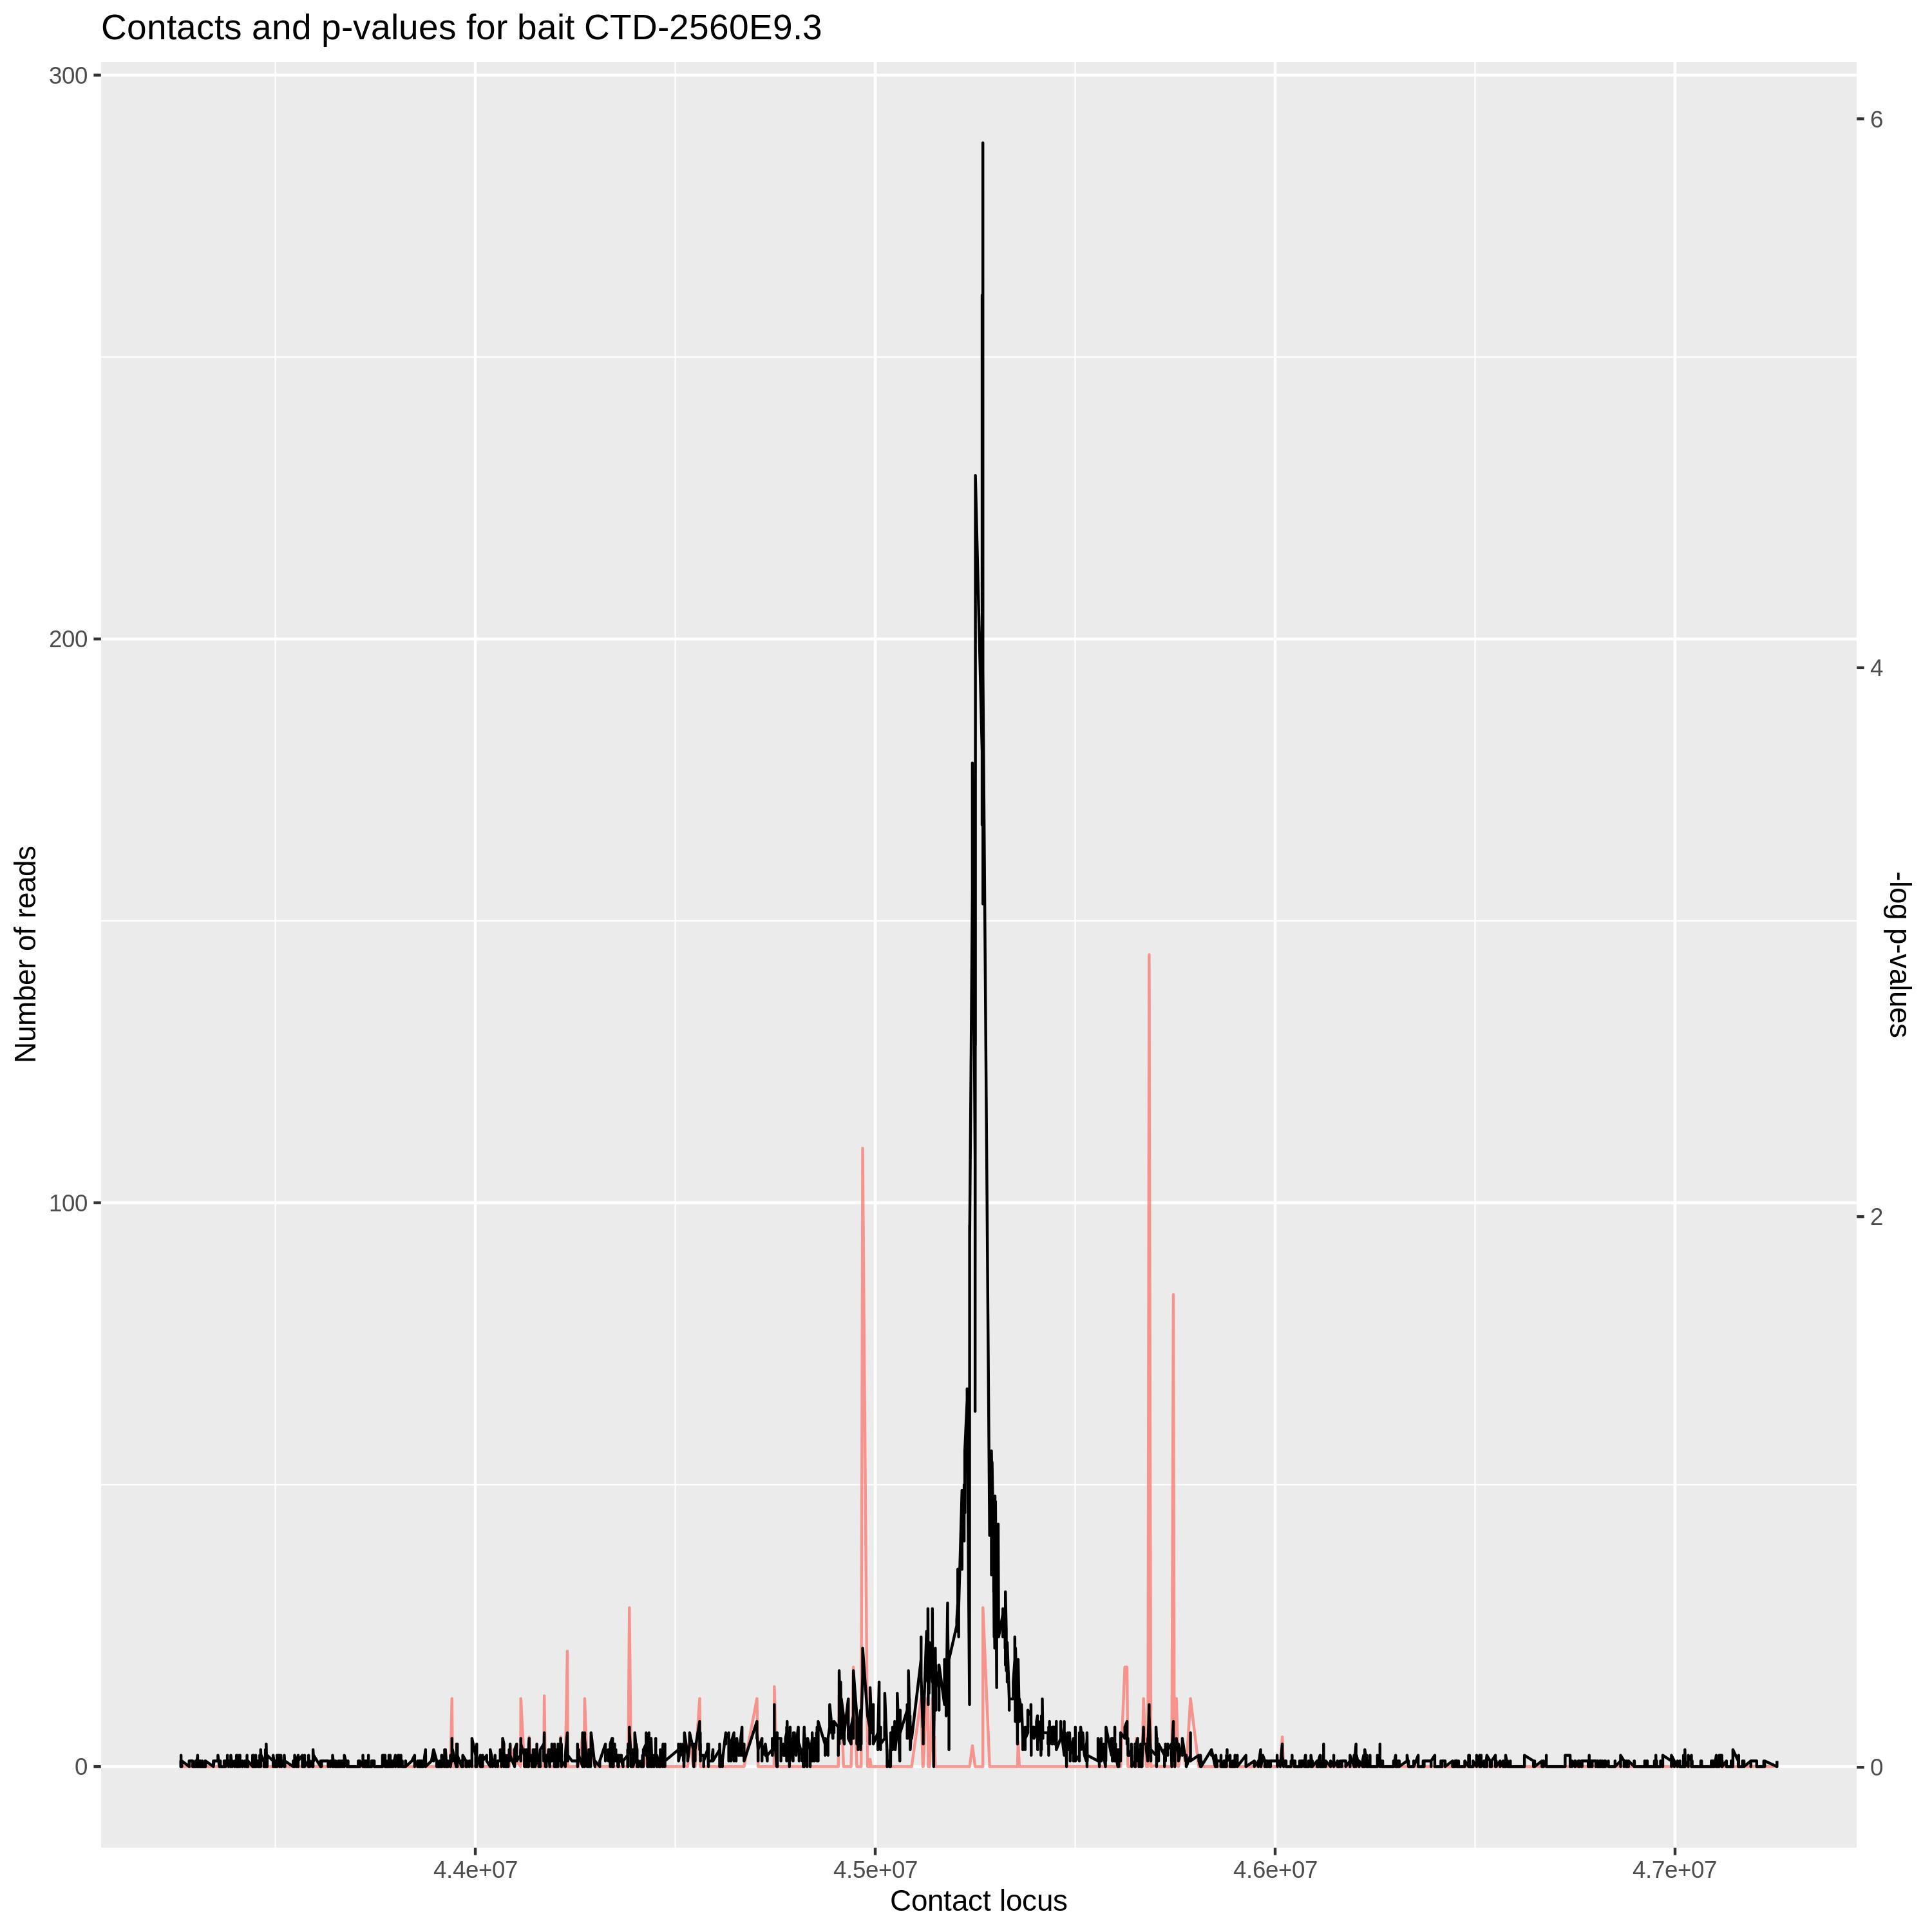 Contacts and p-values for bait CTD-2560E9.3
300
200
100
0
Number of reads
6
4
2
0
-log p-values
4.4e+07 4.5e+07 4.6e+07 4.7e+07
Contact locus